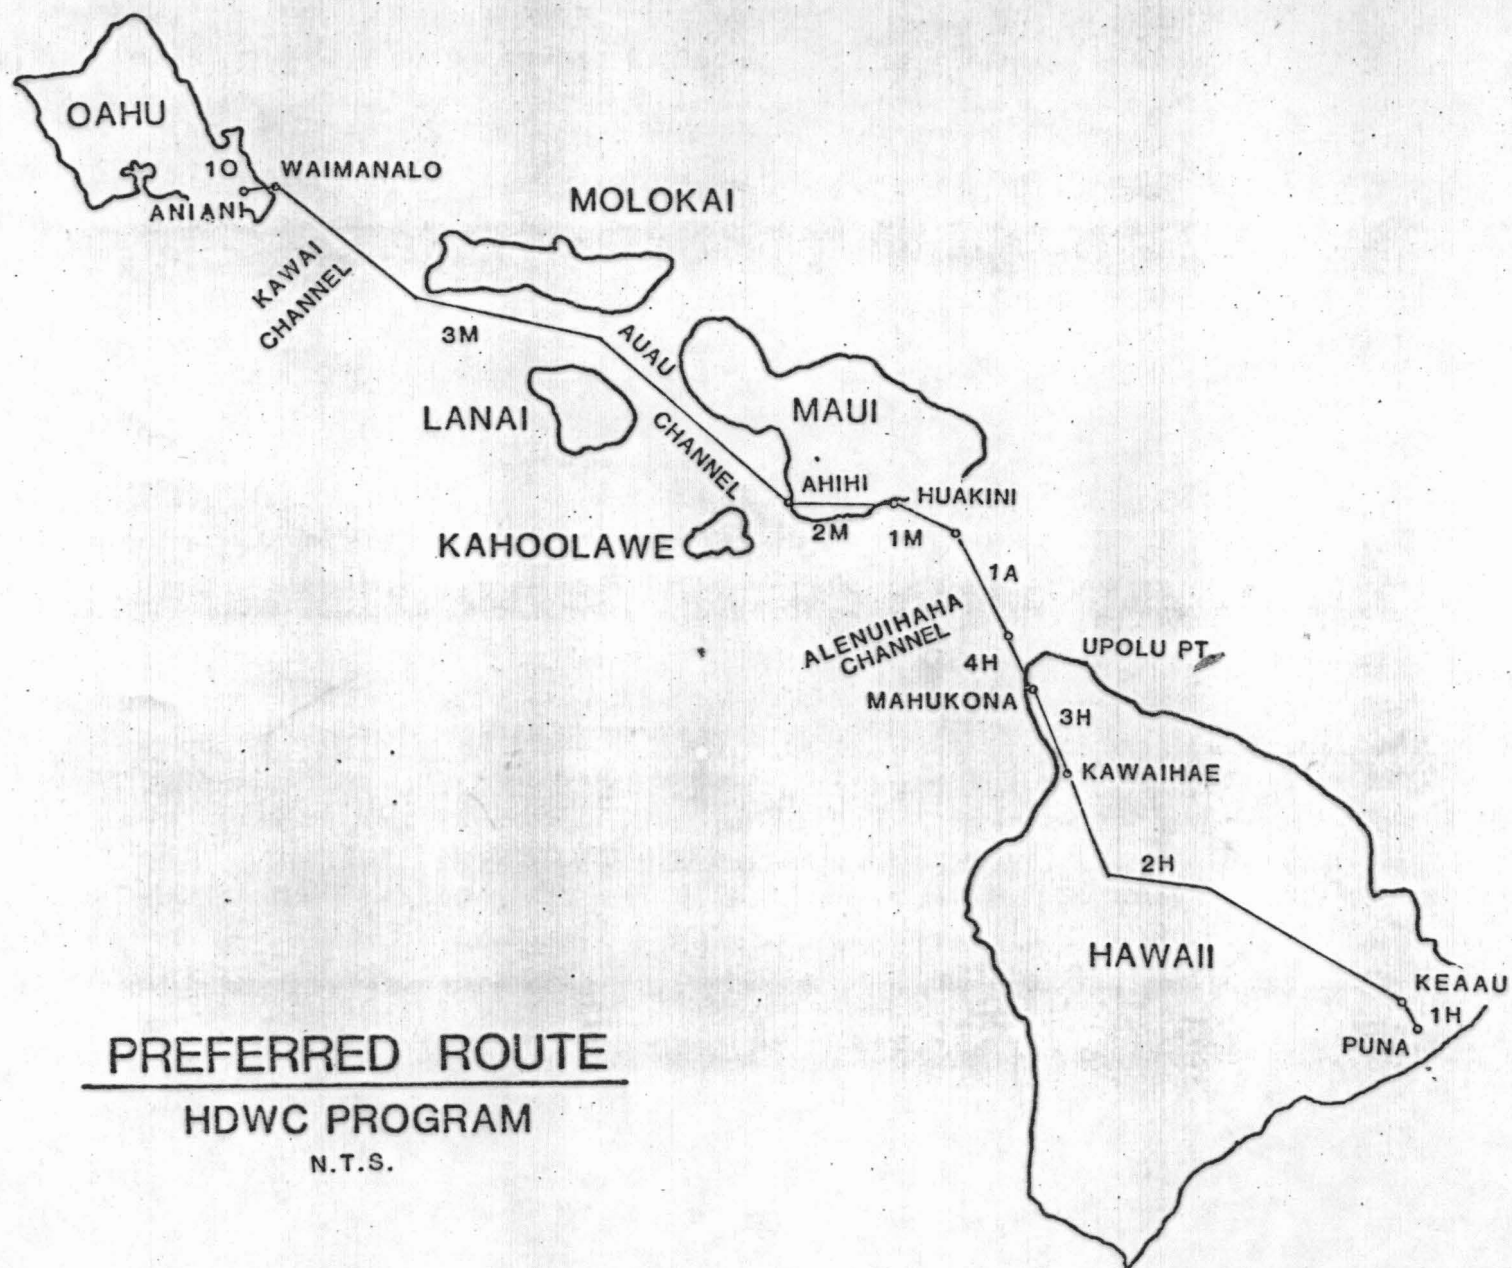 OAHU
1O
WAIMANALO
ANIANI
MOLOKAI
KAWAI
CHANNEL
3M
AUAU
CHANNEL
LANAI
MAUI
AHIHI
HUAKINI
2M
1M
KAHOOLAWE
1A
ALENUIHAHA
CHANNEL
4H
UPOLU PT
MAHUKONA
3H
KAWAIHAE
2H
HAWAII
KEAAU
1H
PUNA
PREFERRED ROUTE
HDWC PROGRAM
N.T.S.